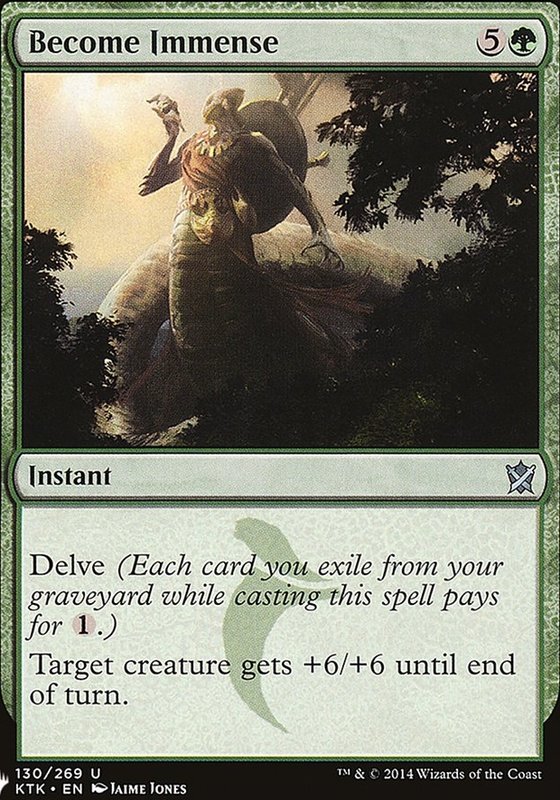 Become Immense 5
Instant
Delve (Each card you exile from your
graveyard while casting this spell pays
for 1.)
Target creature gets +6/+6 until end
of turn.
130/269 U
KTK • EN Jaime Jones
™ & © 2014 Wizards of the Coast